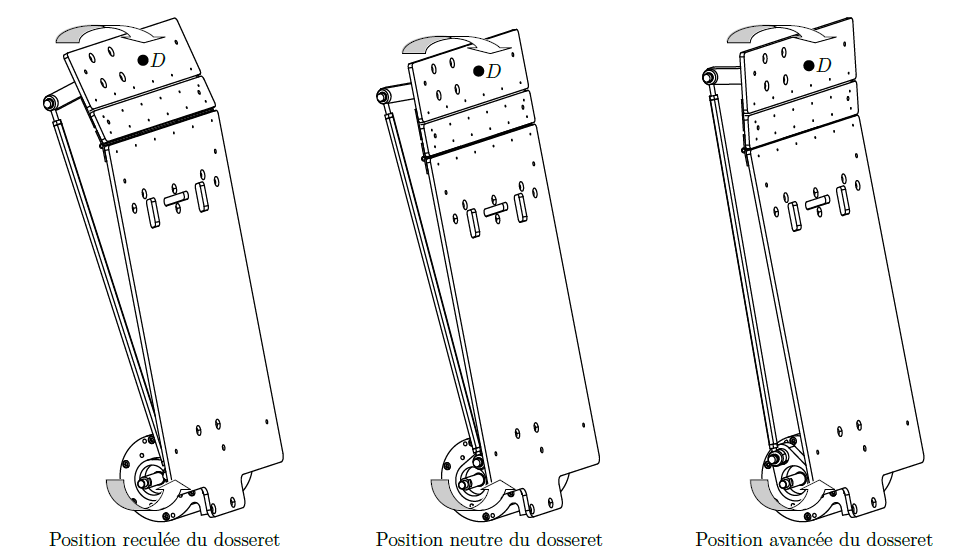 D
D
D
Position reculée du dosseret
Position neutre du dosseret
Position avancée du dosseret